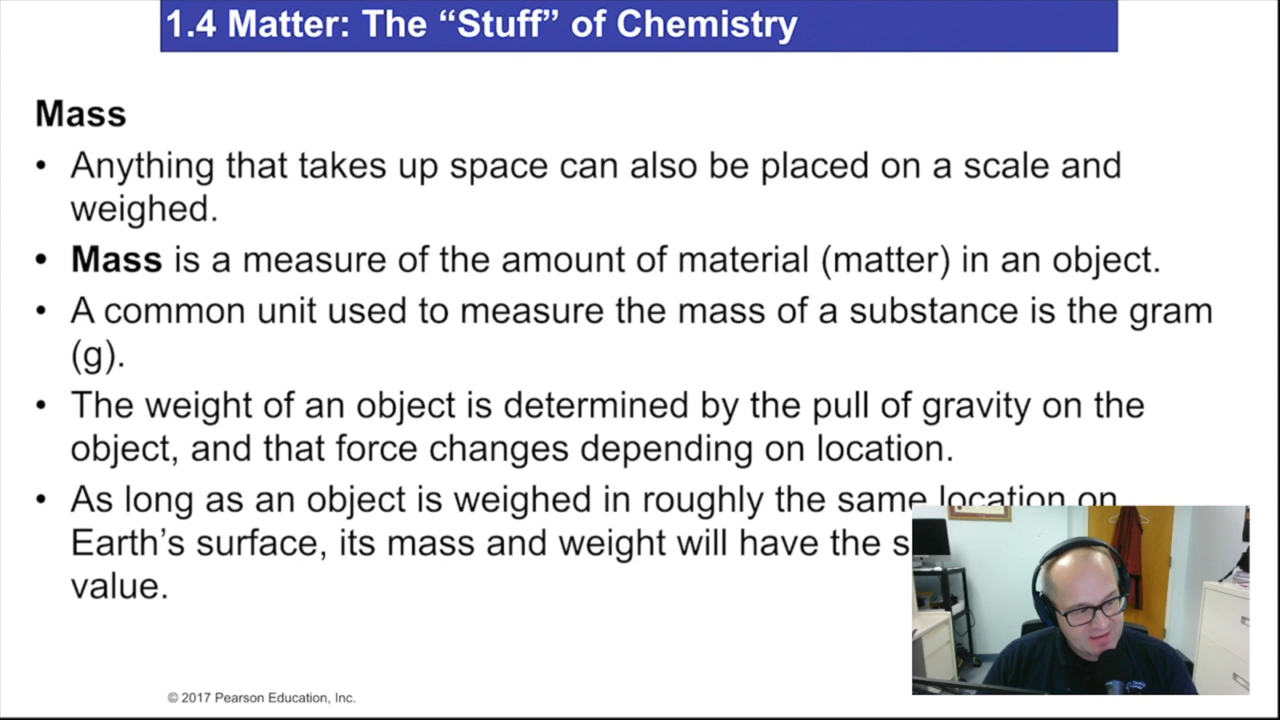 1.4 Matter: The “Stuff” of Chemistry
Mass
• Anything that takes up space can also be placed on a scale and
weighed.
• Mass is a measure of the amount of material (matter) in an object.
• A common unit used to measure the mass of a substance is the gram
(g).
• The weight of an object is determined by the pull of gravity on the
object, and that force changes depending on location.
• As long as an object is weighed in roughly the same location on
Earth’s surface, its mass and weight will have the
value.
© 2017 Pearson Education, Inc.